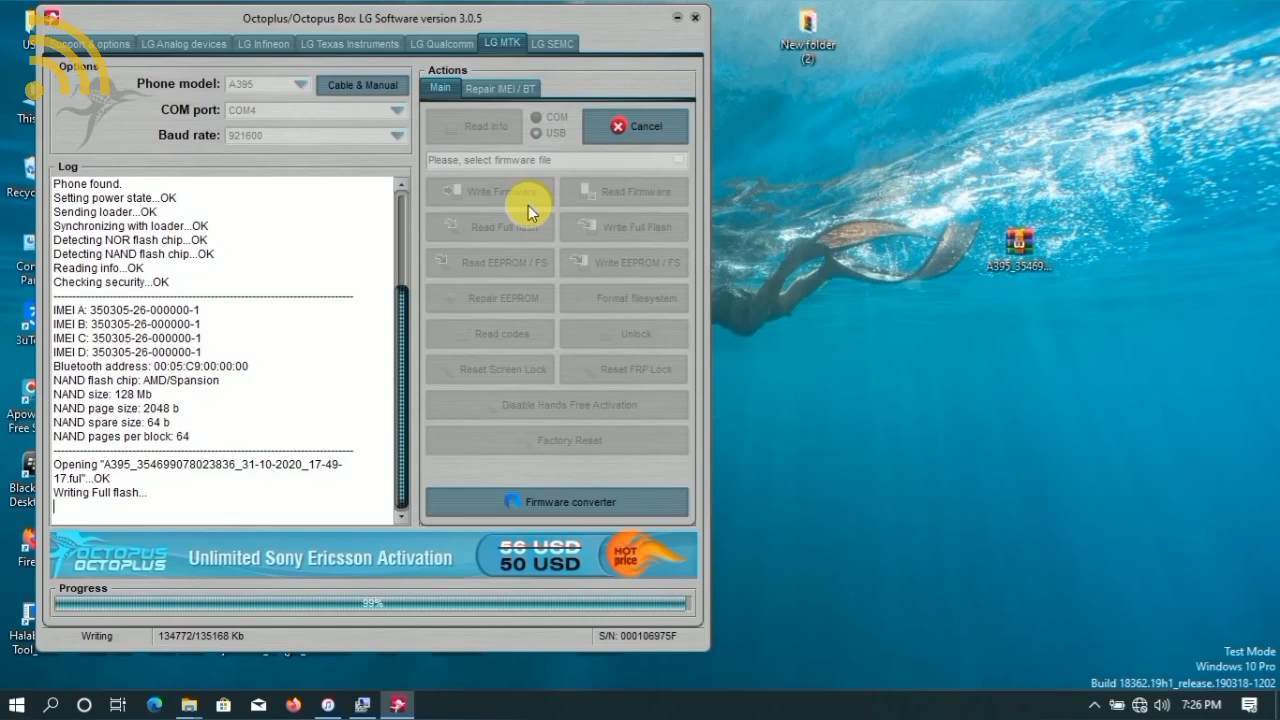 Octoplus/Octopus Box LG Software version 3.0.5
Support & options
LG Analog devices
LG Infineon
LG Texas Instruments
LG Qualcomm
LG MTK
LG SEMC
Options
Phone model:
A395
Cable & Manual
COM port:
COM4
Baud rate:
921600
Log
Phone found.
Setting power state...OK
Sending loader...OK
Synchronizing with loader...OK
Detecting NOR flash chip...OK
Detecting NAND flash chip...OK
Reading info...OK
Checking security...OK
IMEI A: 350305-26-000000-1
IMEI B: 350305-26-000000-1
IMEI C: 350305-26-000000-1
IMEI D: 350305-26-000000-1
Bluetooth address: 00:05:C9:00:00:00
NAND flash chip: AMD/Spansion
NAND size: 128 Mb
NAND page size: 2048 b
NAND spare size: 64 b
NAND pages per block: 64
Opening "A395_354699078023836_31-10-2020_17-49-
17.ful"...OK
Writing Full flash...
Actions
Main
Repair IMEI / BT
Read Info
COM
USB
Cancel
Please, select firmware file
Write Firmware
Read Firmware
Read Full flash
Write Full Flash
Read EEPROM / FS
Write EEPROM / FS
Repair EEPROM
Format filesystem
Read codes
Unlock
Reset Screen Lock
Reset FRP Lock
Disable Hands Free Activation
Factory Reset
Firmware converter
OCTOPUS
OCTOPLUS
Unlimited Sony Ericsson Activation
56 USD
50 USD
HOT
price
Progress
99%
Writing
134772/135168 Kb
S/N: 000106975F
New folder
(2)
A395_35469...
Test Mode
Windows 10 Pro
Build 18362.19h1_release.190318-1202
7:26 PM